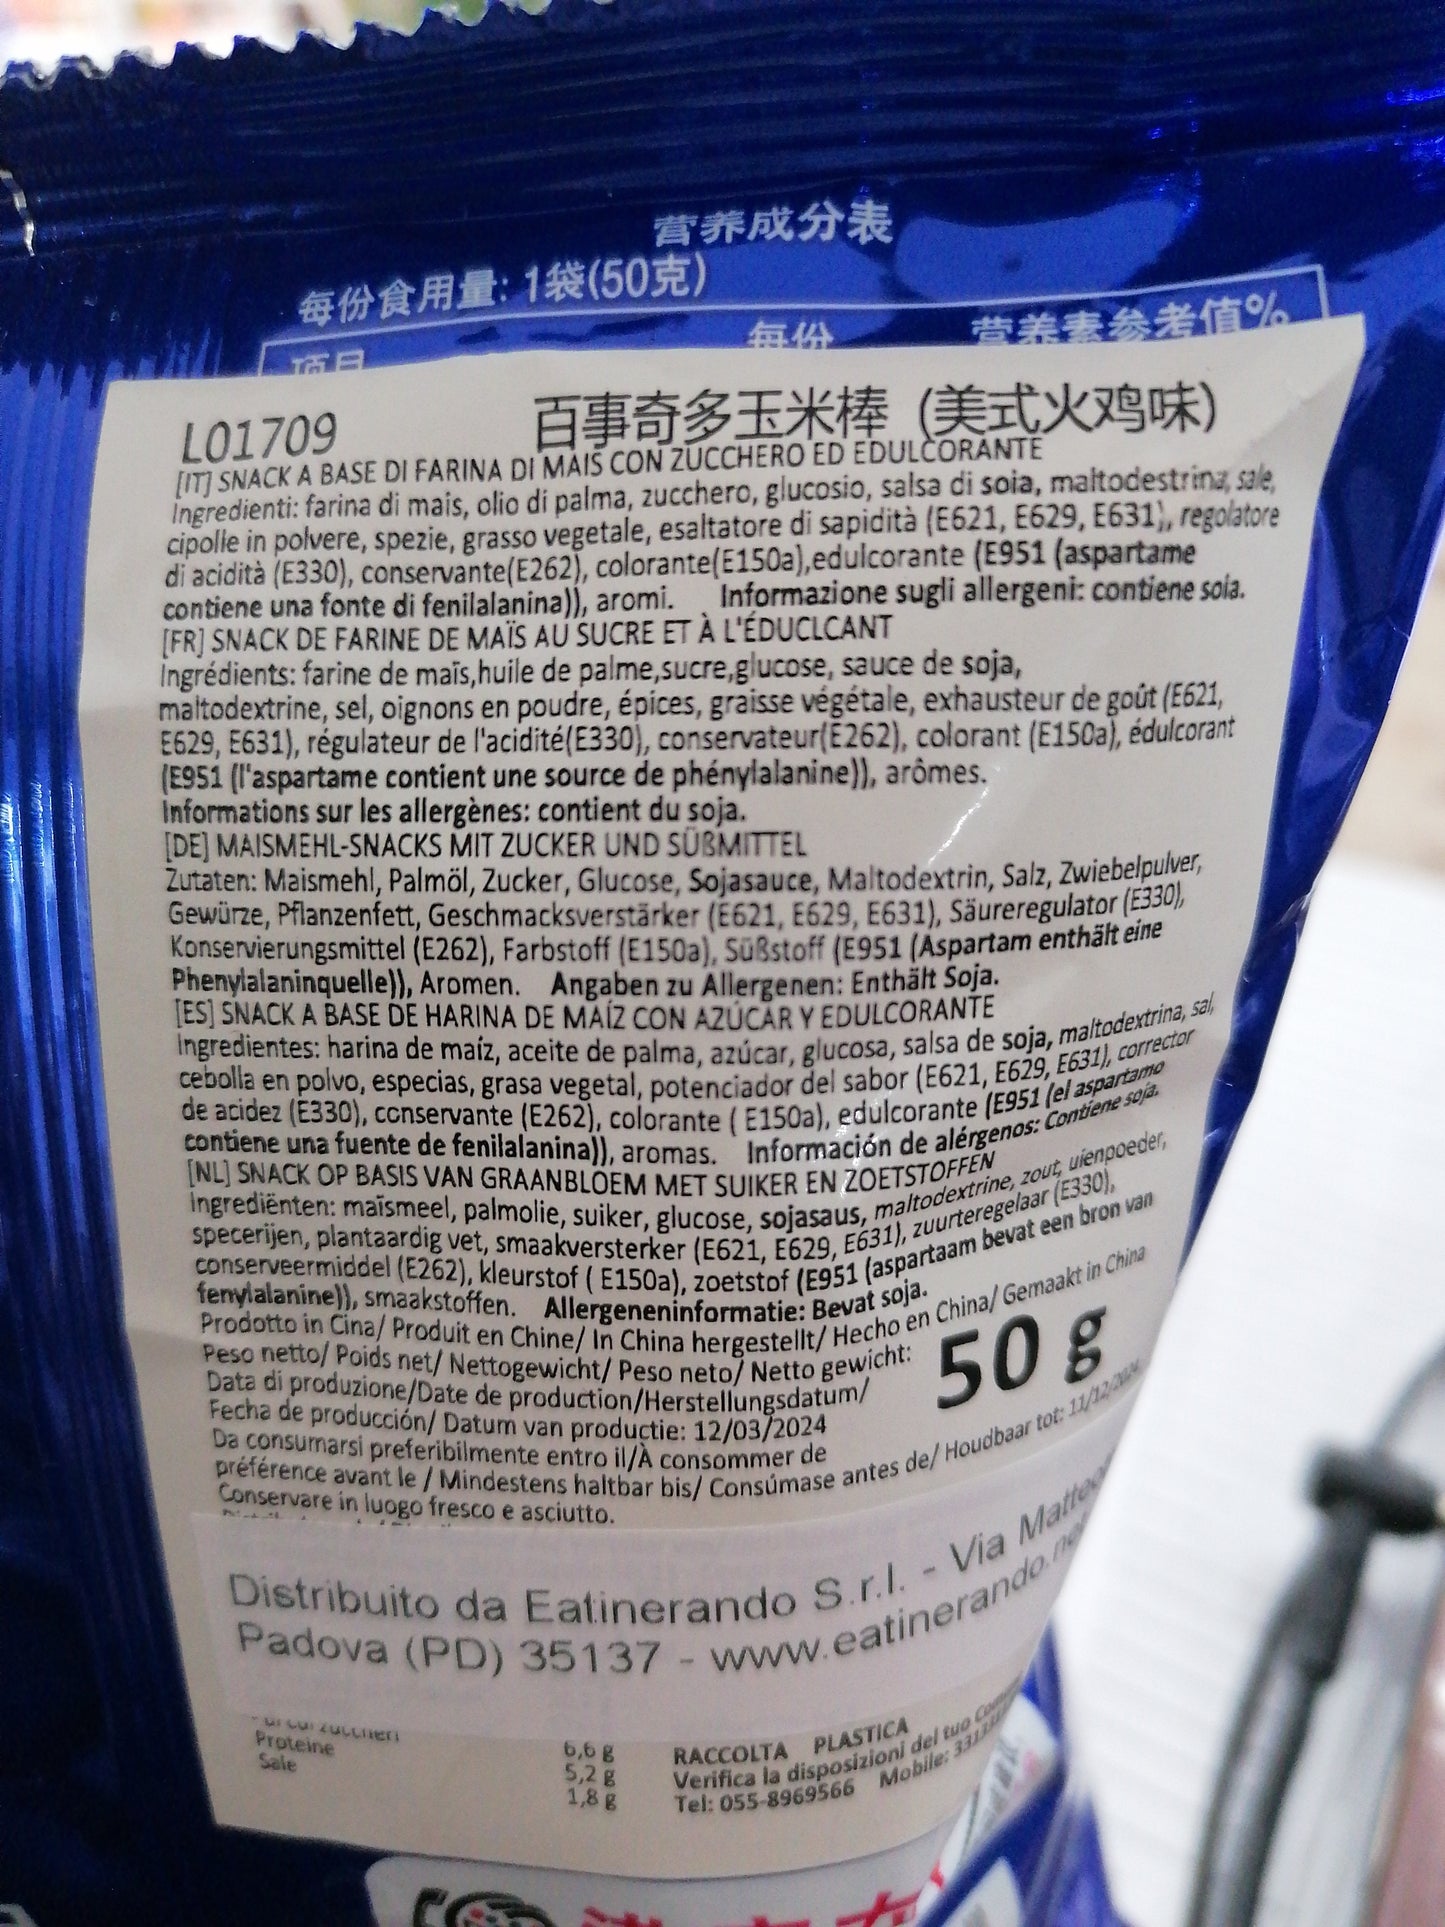 营养成分表
每份食用量: 1袋(50克)
项目 每份 营养素参考值%
L01709 百事奇多玉米棒 (美式火鸡味)
[IT] SNACK A BASE DI FARINA DI MAIS CON ZUCCHERO ED EDULCORANTE
Ingredienti: farina di mais, olio di palma, zucchero, glucosio, salsa di soia, maltodestrina, sale,
cipolle in polvere, spezie, grasso vegetale, esaltatore di sapidità (E621, E629, E631), regolatore
di acidità (E330), conservante(E262), colorante(E150a),edulcorante (E951 (aspartame
contiene una fonte di fenilalanina)), aromi. Informazione sugli allergeni: contiene soia.
[FR] SNACK DE FARINE DE MAÏS AU SUCRE ET À L'ÉDUCLCANT
Ingrédients: farine de maïs,huile de palme,sucre,glucose, sauce de soja,
maltodextrine, sel, oignons en poudre, épices, graisse végétale, exhausteur de goût (E621,
E629, E631), régulateur de l'acidité(E330), conservateur(E262), colorant (E150a), édulcorant
(E951 (l'aspartame contient une source de phénylalanine)), arômes.
Informations sur les allergènes: contient du soja.
[DE] MAISMEHL-SNACKS MIT ZUCKER UND SÜßMITTEL
Zutaten: Maismehl, Palmöl, Zucker, Glucose, Sojasauce, Maltodextrin, Salz, Zwiebelpulver,
Gewürze, Pflanzenfett, Geschmacksverstärker (E621, E629, E631), Säureregulator (E330),
Konservierungsmittel (E262), Farbstoff (E150a), Süßstoff (E951 (Aspartam enthält eine
Phenylalaninquelle)), Aromen. Angaben zu Allergenen: Enthält Soja.
[ES] SNACK A BASE DE HARINA DE MAÍZ CON AZÚCAR Y EDULCORANTE
Ingredientes: harina de maíz, aceite de palma, azúcar, glucosa, salsa de soja, maltodextrina, sal,
cebolla en polvo, especias, grasa vegetal, potenciador del sabor (E621, E629, E631), corrector
de acidez (E330), conservante (E262), colorante ( E150a), edulcorante (E951 (el aspartamo
contiene una fuente de fenilalanina)), aromas. Información de alérgenos: Contiene soja.
[NL] SNACK OP BASIS VAN GRAANBLOEM MET SUIKER EN ZOETSTOFFEN
Ingrediënten: maïsmeel, palmolie, suiker, glucose, sojasaus, maltodextrine, zout, uienpoeder,
specerijen, plantaardig vet, smaakversterker (E621, E629, E631), zuurteregelaar (E330),
conserveermiddel (E262), kleurstof ( E150a), zoetstof (E951 (aspartaam bevat een bron van
fenylalanine)), smaakstoffen. Allergeneninformatie: Bevat soja.
Prodotto in Cina/ Produit en Chine/ In China hergestellt/ Hecho en China/ Gemaakt in China
Peso netto/ Poids net/ Nettogewicht/ Peso neto/ Netto gewicht: 50 g
Data di produzione/Date de production/Herstellungsdatum/
Fecha de producción/ Datum van productie: 12/03/2024
Da consumarsi preferibilmente entro il/À consommer de
préférence avant le / Mindestens haltbar bis/ Consúmase antes de/ Houdbaar tot: 11/12/2024
Conservare in luogo fresco e asciutto.
Distribuito da Eatinerando S.r.l. - Via Matteo
Padova (PD) 35137 - www.eatinerando.net
- di cui zuccheri 6,6 g
Proteine 5,2 g
Sale 1,8 g
RACCOLTA PLASTICA
Verifica la disposizioni del tuo
Tel: 055-8969566 Mobile: